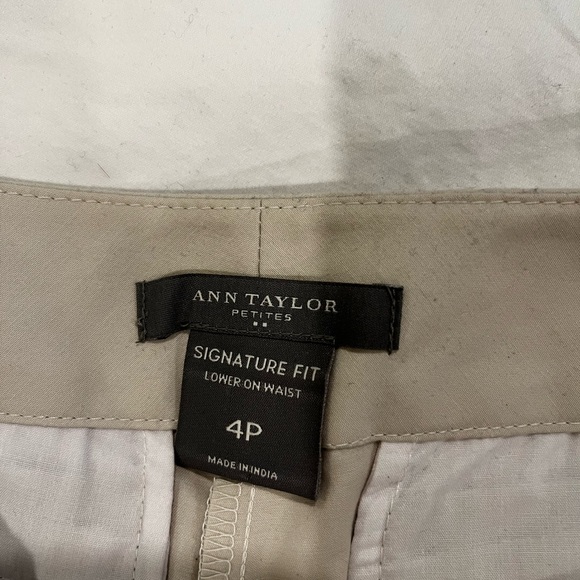 ANN TAYLOR
PETITES
SIGNATURE FIT
LOWER ON WAIST
4P
MADE IN INDIA